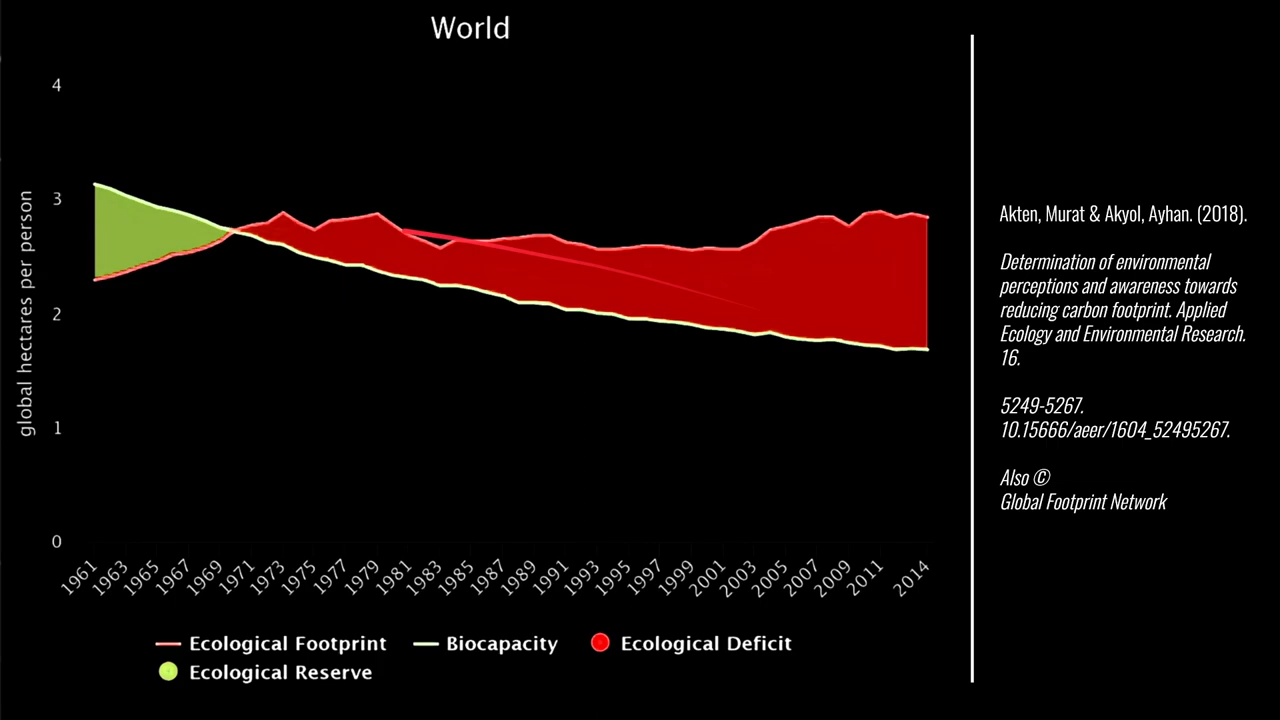 World
global hectares per person
4
3
2
1
0
1961 1963 1965 1967 1969 1971 1973 1975 1977 1979 1981 1983 1985 1987 1989 1991 1993 1995 1997 1999 2001 2003 2005 2007 2009 2011 2014
Ecological Footprint Biocapacity Ecological Deficit
Ecological Reserve
Akten, Murat & Akyol, Ayhan. (2018).
Determination of environmental
perceptions and awareness towards
reducing carbon footprint. Applied
Ecology and Environmental Research.
16.
5249-5267.
10.15666/aeer/1604_52495267.
Also ©
Global Footprint Network